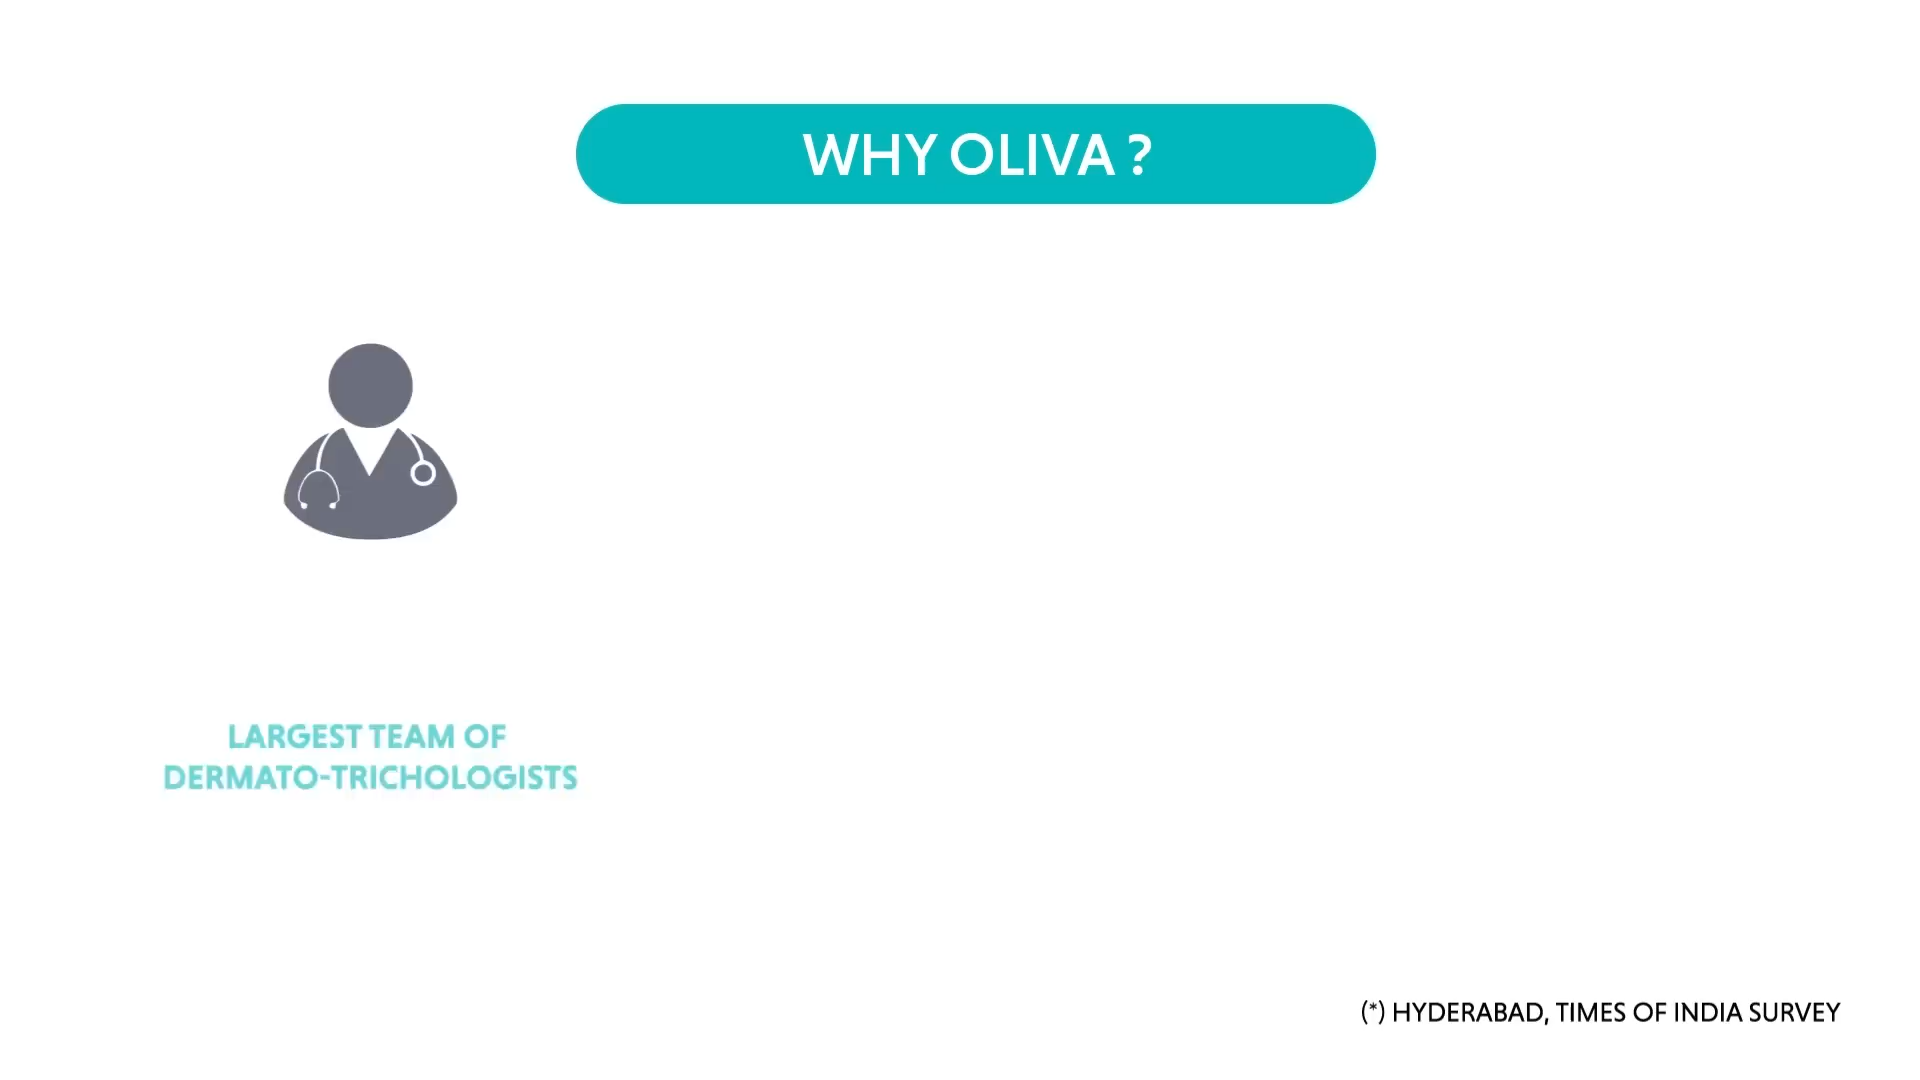 WHY OLIVA ?
LARGEST TEAM OF
DERMATO-TRICHOLOGISTS
(*) HYDERABAD, TIMES OF INDIA SURVEY